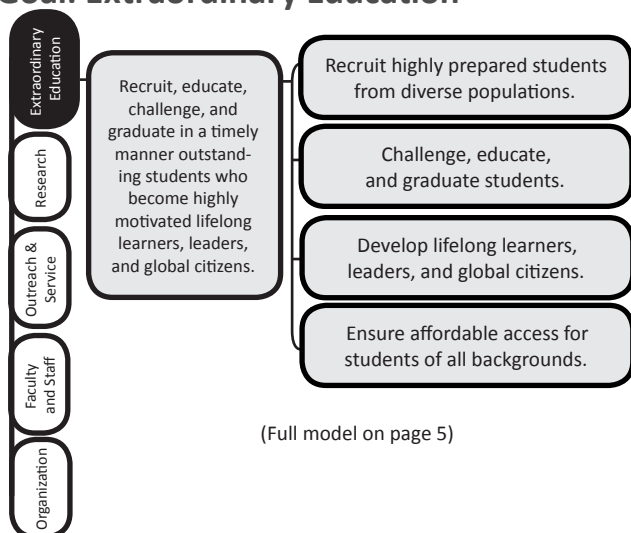 Goal: Extraordinary Education
Extraordinary
Education
Research
Outreach &
Service
Faculty
and Staff
Organization
Recruit, educate,
challenge, and
graduate in a timely
manner outstand-
ing students who
become highly
motivated lifelong
learners, leaders,
and global citizens.
Recruit highly prepared students
from diverse populations.
Challenge, educate,
and graduate students.
Develop lifelong learners,
leaders, and global citizens.
Ensure affordable access for
students of all backgrounds.
(Full model on page 5)